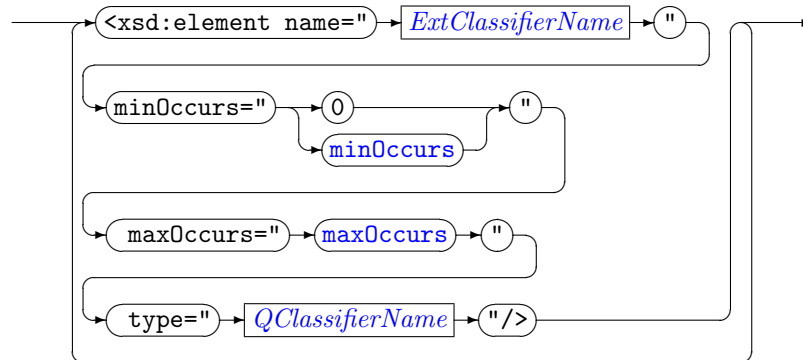 <xsd:element name=" ExtClassifierName "
minOccurs=" 0 "
minOccurs
maxOccurs=" maxOccurs "
type=" QClassifierName "/>